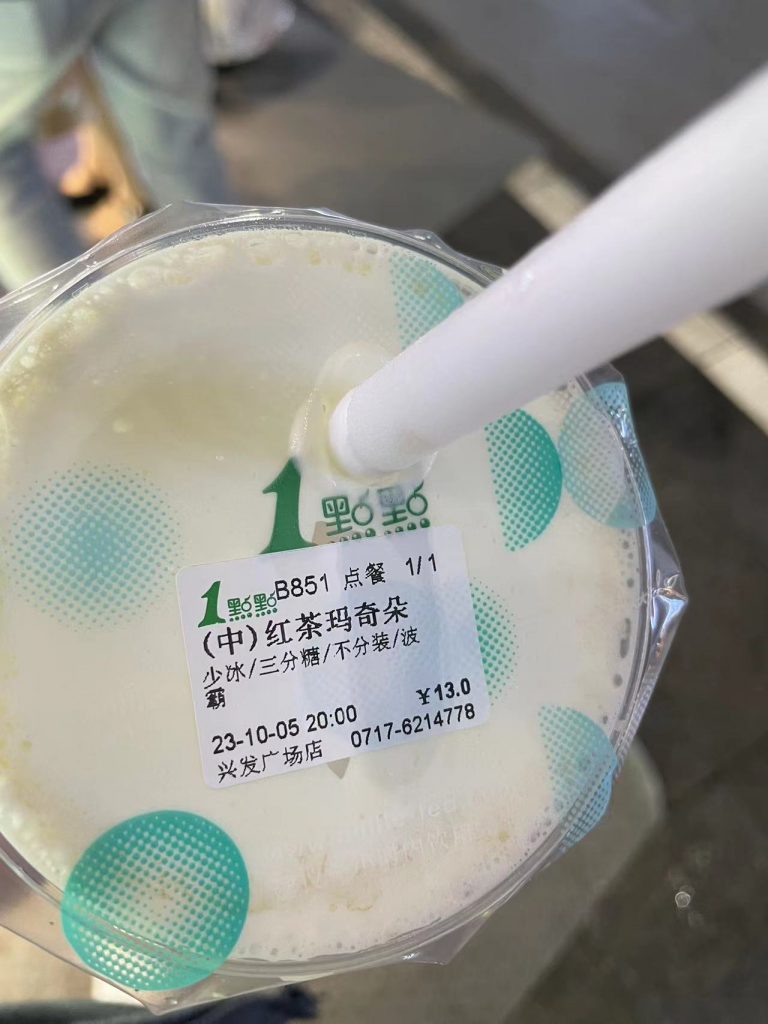 1點點
1點點B851 点餐 1/1
(中)红茶玛奇朵
少冰/三分糖/不分装/波
霸
¥13.0
23-10-05 20:00
0717-6214778
兴发广场店